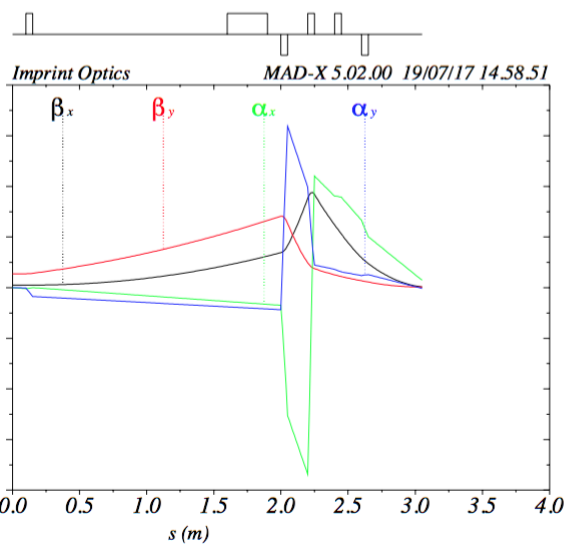 Imprint Optics MAD-X 5.02.00 19/07/17 14.58.51
βx βy αx αy
0.0 0.5 1.0 1.5 2.0 2.5 3.0 3.5 4.0
s (m)